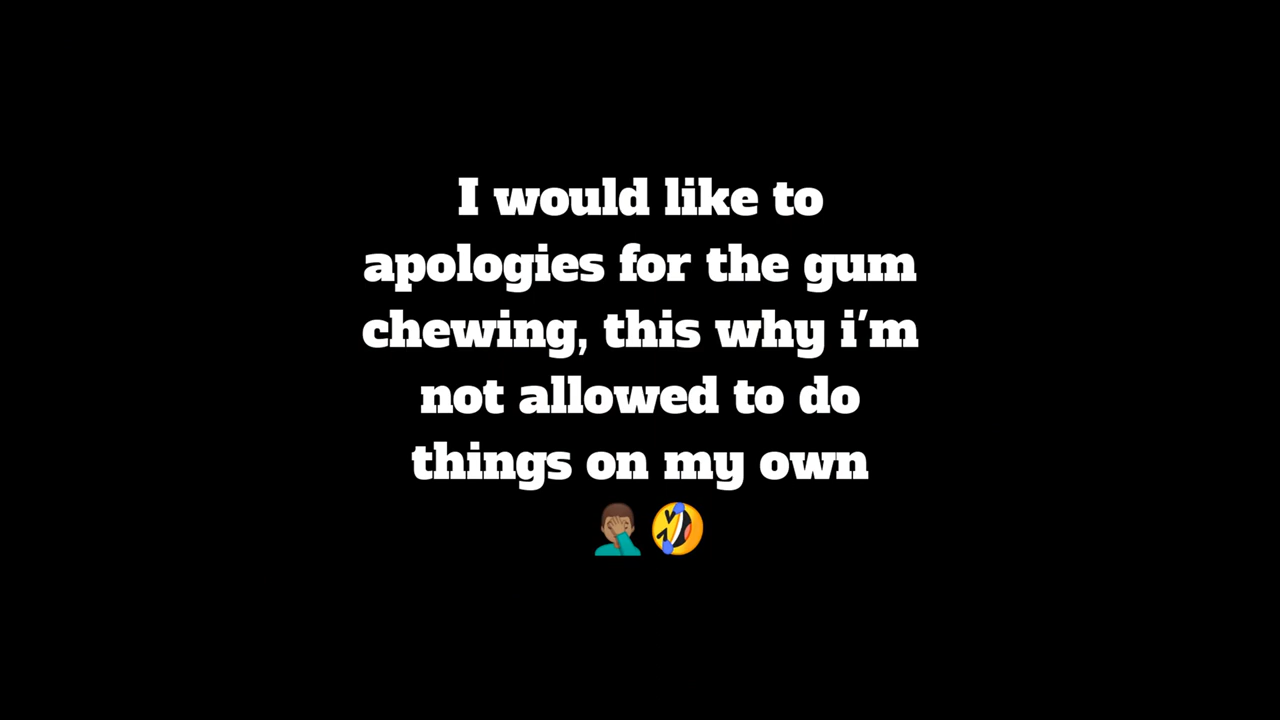 I would like to
apologies for the gum
chewing, this why i'm
not allowed to do
things on my own
🤦🏽‍♂️🤣